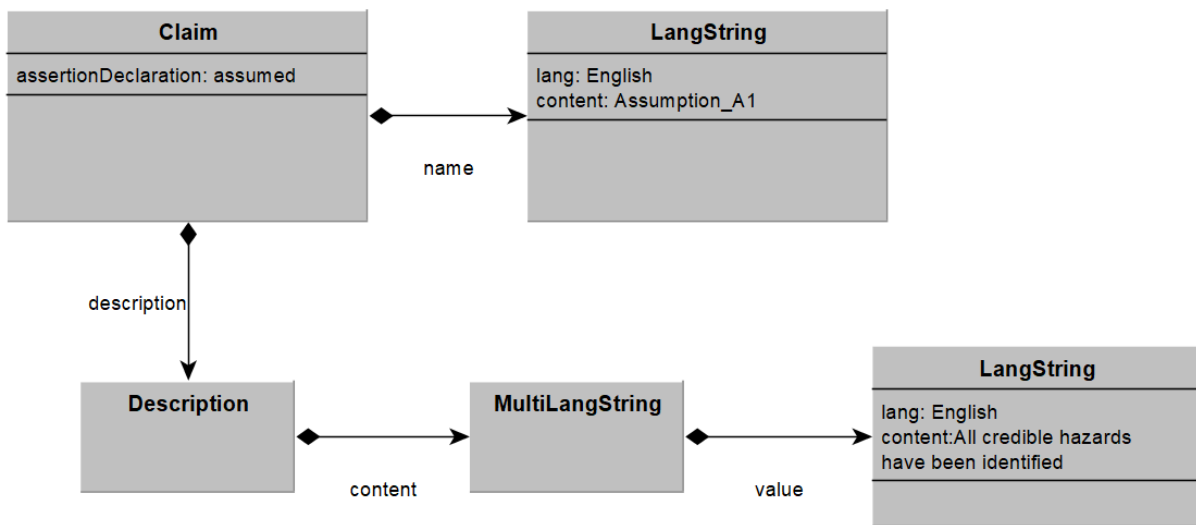 Claim
assertionDeclaration: assumed
LangString
lang: English
content: Assumption_A1
name
description
Description
MultiLangString
LangString
lang: English
content:All credible hazards
have been identified
content
value